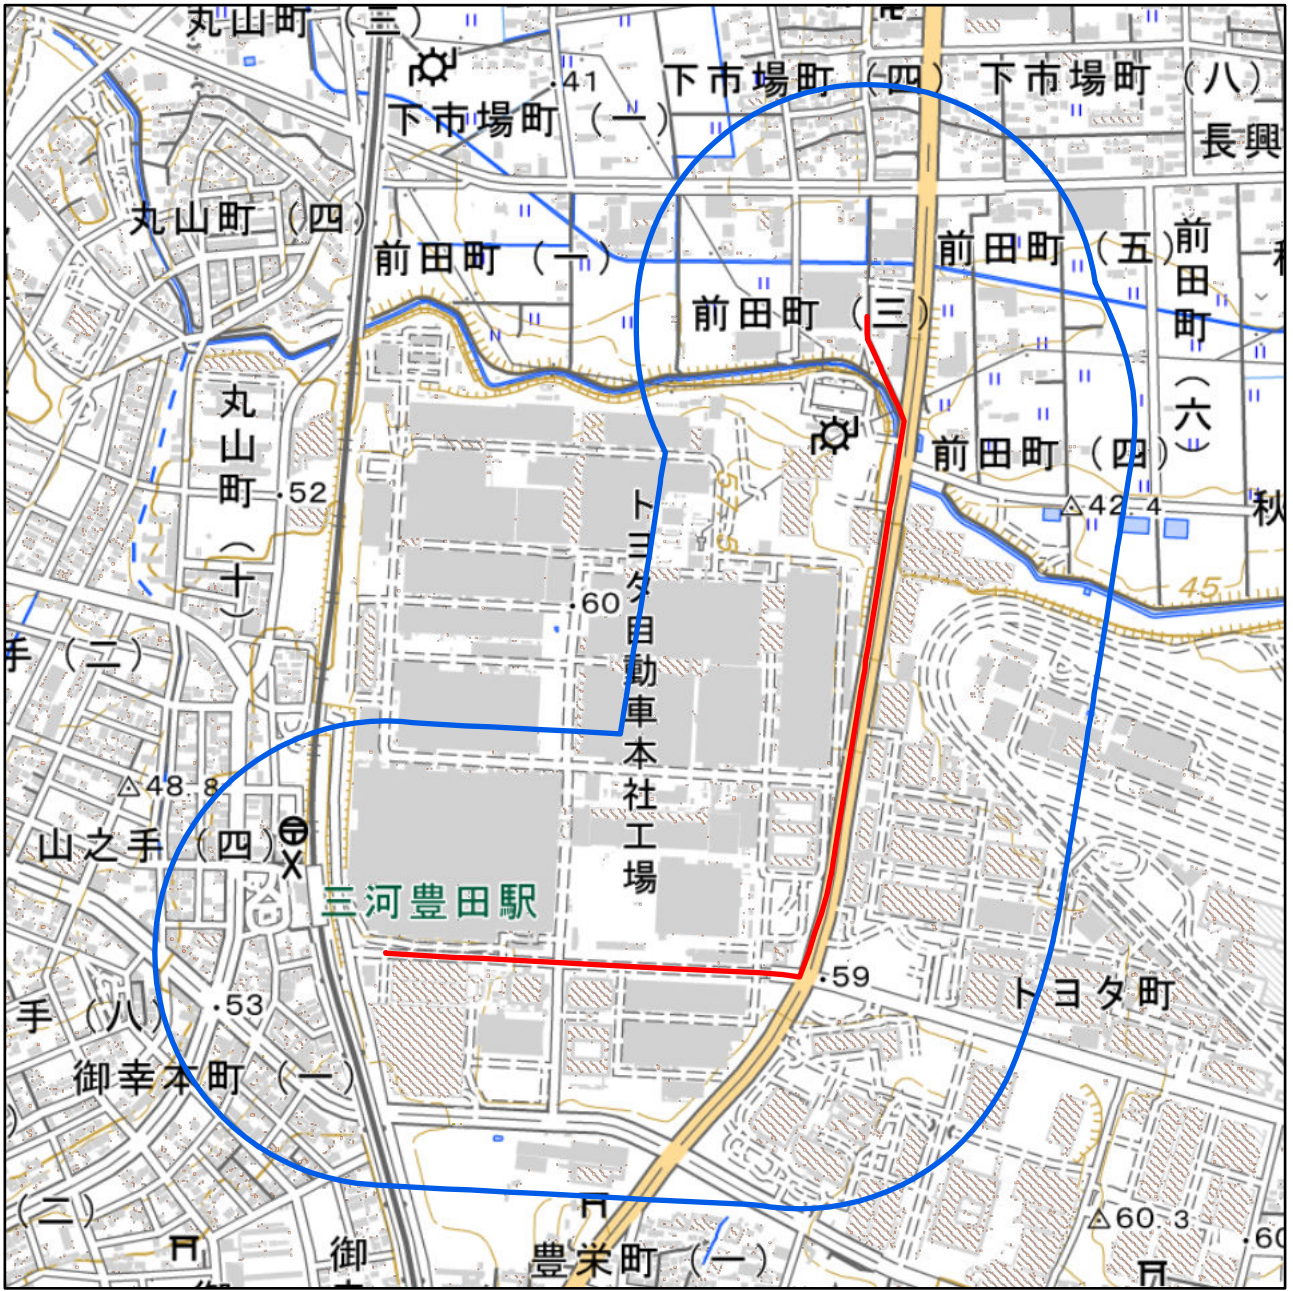 丸山町（三）
下市場町（四）
下市場町（八）
・41
下市場町（一）
長興
丸山町（四）
前田町（一）
前田町（五）
前田町（六）
前田町（三）
丸山町（十）
・52
前田町（四）
42.4
秋
57.5
トヨタ自動車本社工場
・60
45
手（二）
48.8
山之手（四）
三河豊田駅
・59
トヨタ町
・53
手（八）
御幸本町（一）
（二）
60.3
・60
御
豊栄町（一）